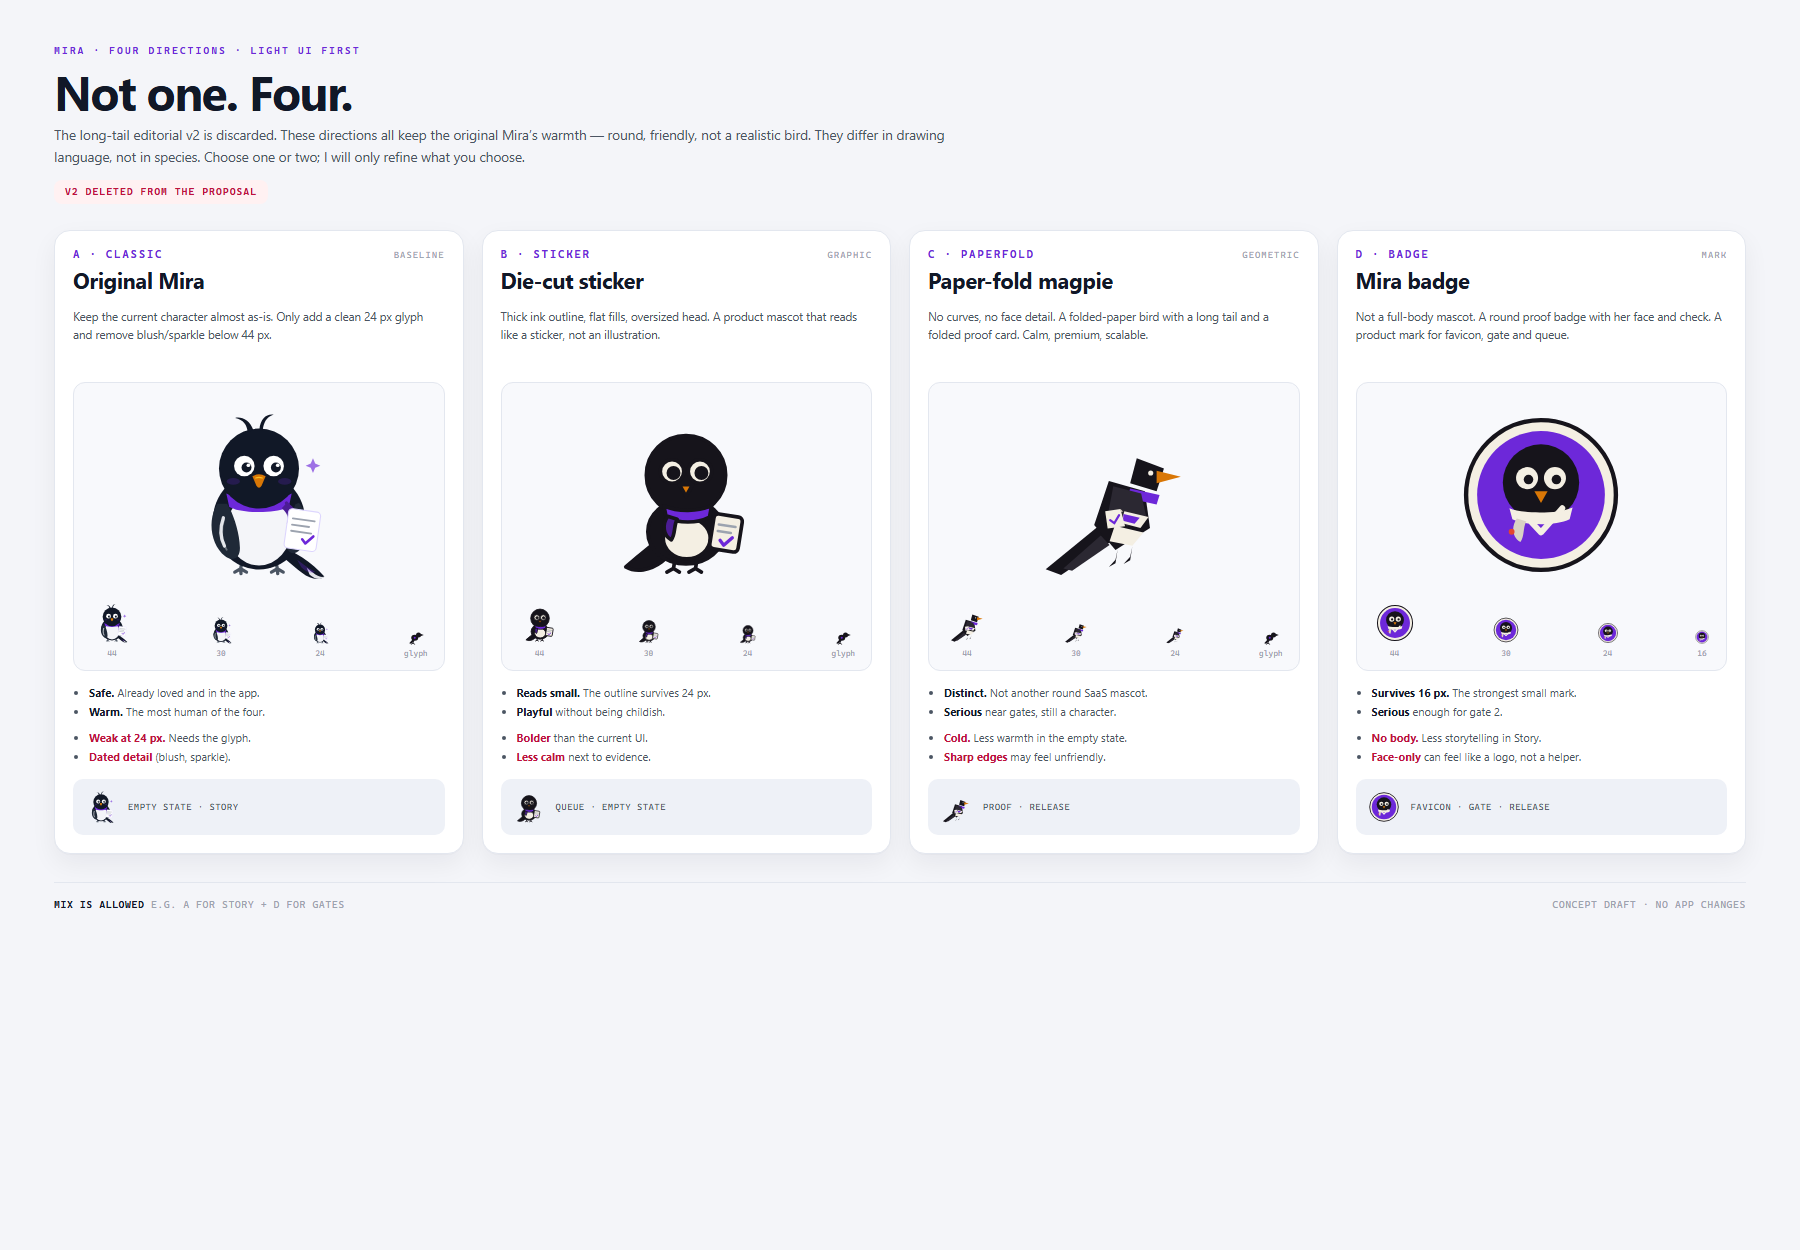 MIRA · FOUR DIRECTIONS · LIGHT UI FIRST
Not one. Four.
The long-tail editorial v2 is discarded. These directions all keep the original Mira's warmth — round, friendly, not a realistic bird. They differ in drawing
language, not in species. Choose one or two; I will only refine what you choose.
V2 DELETED FROM THE PROPOSAL
A · CLASSIC
BASELINE
Original Mira
Keep the current character almost as-is. Only add a clean 24 px glyph
and remove blush/sparkle below 44 px.
44
30
24
glyph
Safe. Already loved and in the app.
Warm. The most human of the four.
Weak at 24 px. Needs the glyph.
Dated detail (blush, sparkle).
EMPTY STATE · STORY
B · STICKER
GRAPHIC
Die-cut sticker
Thick ink outline, flat fills, oversized head. A product mascot that reads
like a sticker, not an illustration.
44
30
24
glyph
Reads small. The outline survives 24 px.
Playful without being childish.
Bolder than the current UI.
Less calm next to evidence.
QUEUE · EMPTY STATE
C · PAPERFOLD
GEOMETRIC
Paper-fold magpie
No curves, no face detail. A folded-paper bird with a long tail and a
folded proof card. Calm, premium, scalable.
44
30
24
glyph
Distinct. Not another round SaaS mascot.
Serious near gates, still a character.
Cold. Less warmth in the empty state.
Sharp edges may feel unfriendly.
PROOF · RELEASE
D · BADGE
MARK
Mira badge
Not a full-body mascot. A round proof badge with her face and check. A
product mark for favicon, gate and queue.
44
30
24
16
Survives 16 px. The strongest small mark.
Serious enough for gate 2.
No body. Less storytelling in Story.
Face-only can feel like a logo, not a helper.
FAVICON · GATE · RELEASE
MIX IS ALLOWED E.G. A FOR STORY + D FOR GATES
CONCEPT DRAFT · NO APP CHANGES